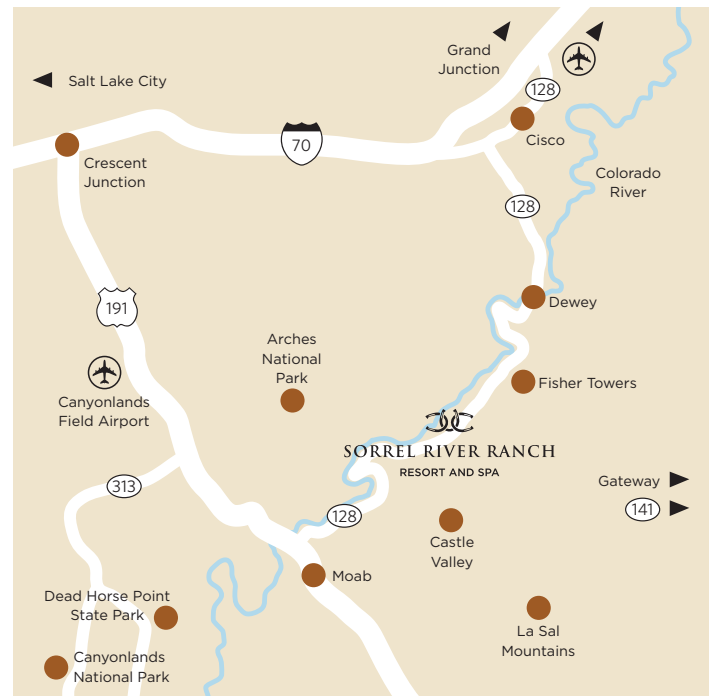 Grand
Junction
Salt Lake City
128
Cisco
70
Crescent
Junction
Colorado
River
128
191
Dewey
Arches
National
Park
Fisher Towers
Canyonlands
Field Airport
SORREL RIVER RANCH
RESORT AND SPA
Gateway
141
313
128
Castle
Valley
Moab
Dead Horse Point
State Park
La Sal
Mountains
Canyonlands
National Park